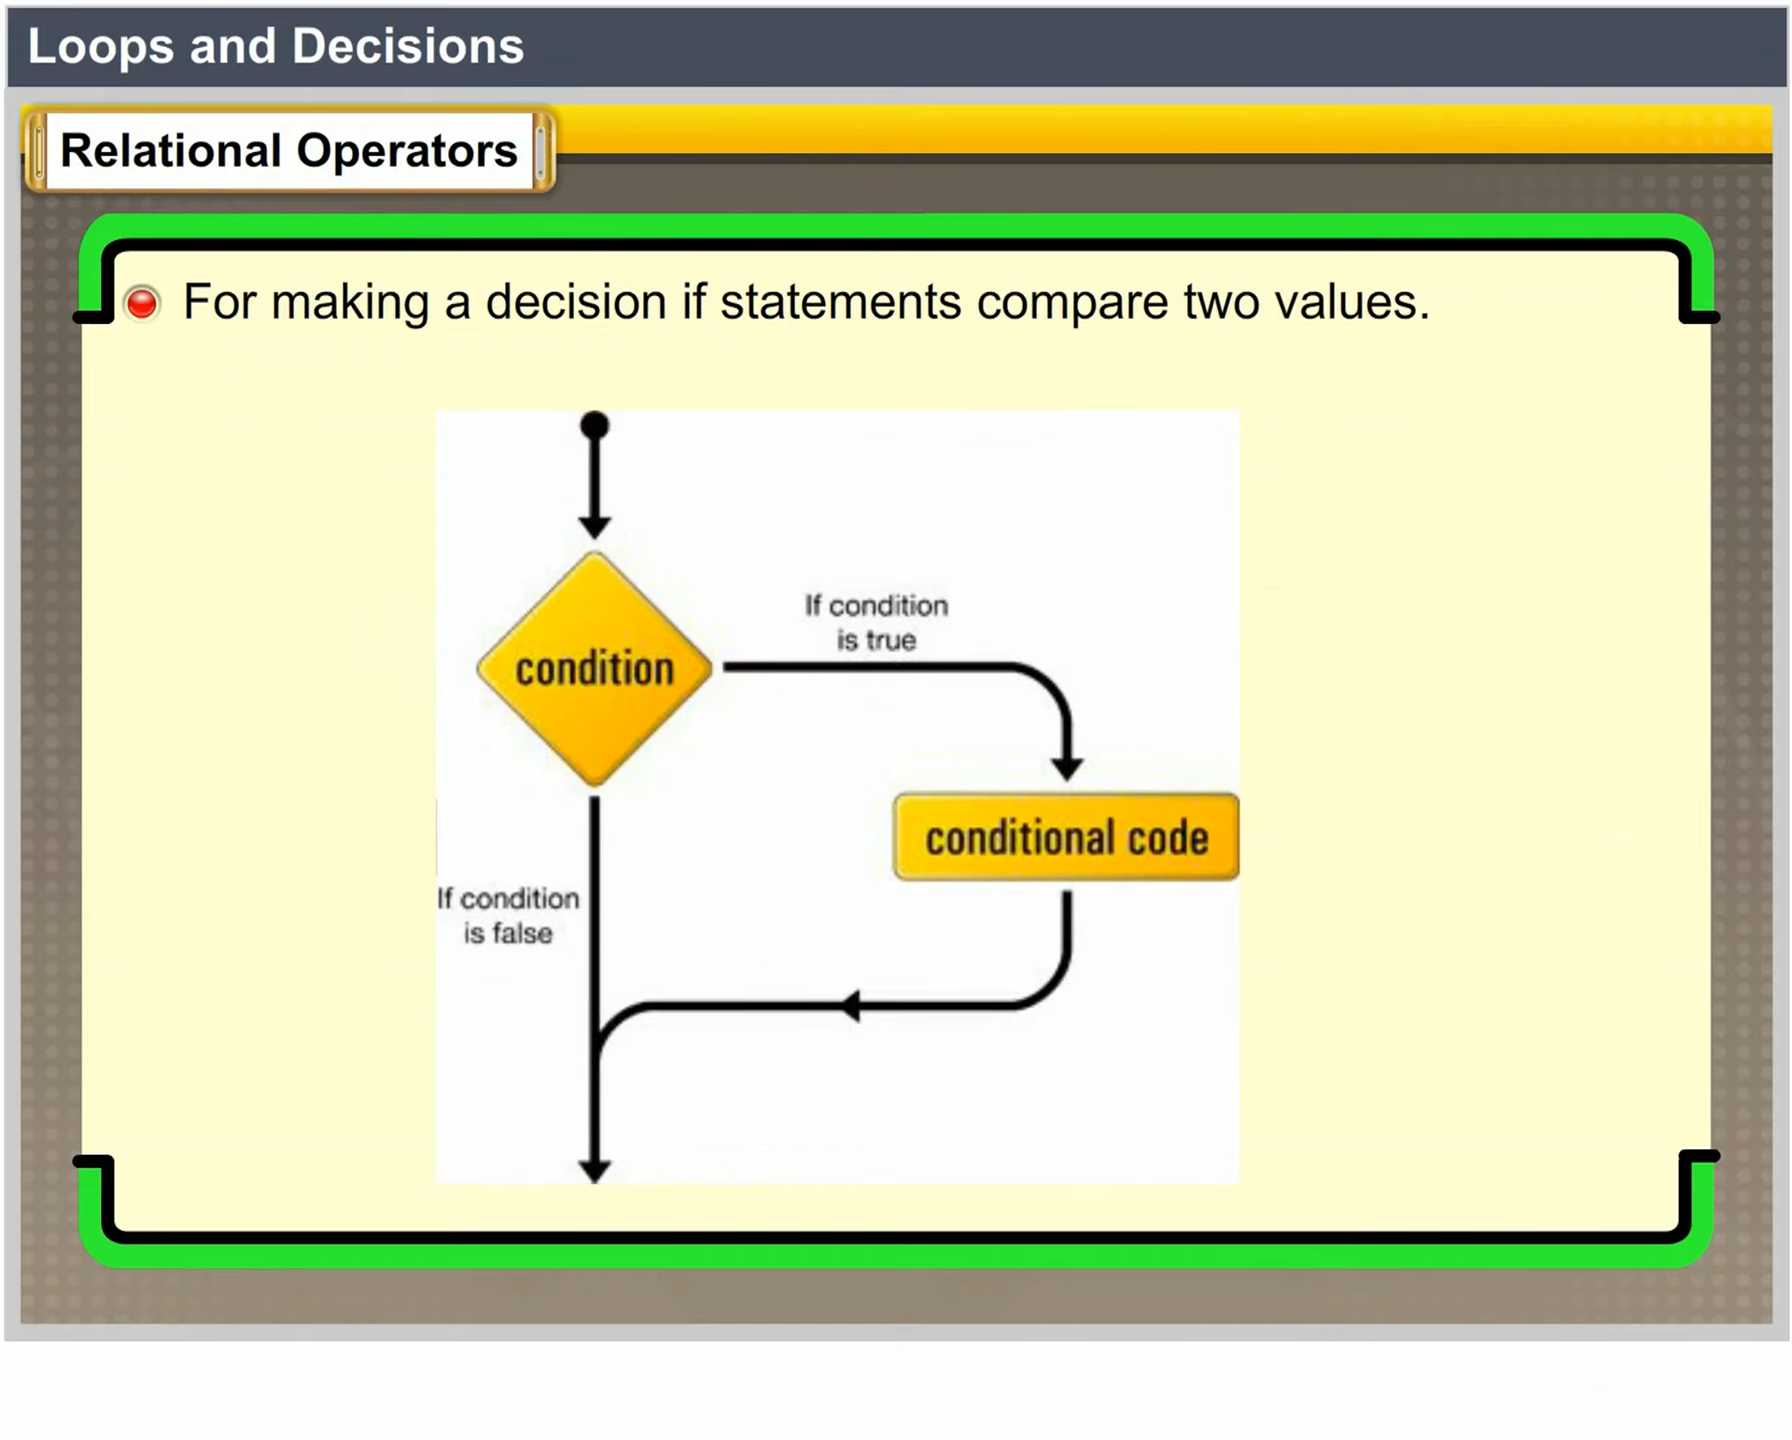 Loops and Decisions
Relational Operators
For making a decision if statements compare two values.
If condition
is true
condition
conditional code
If condition
is false